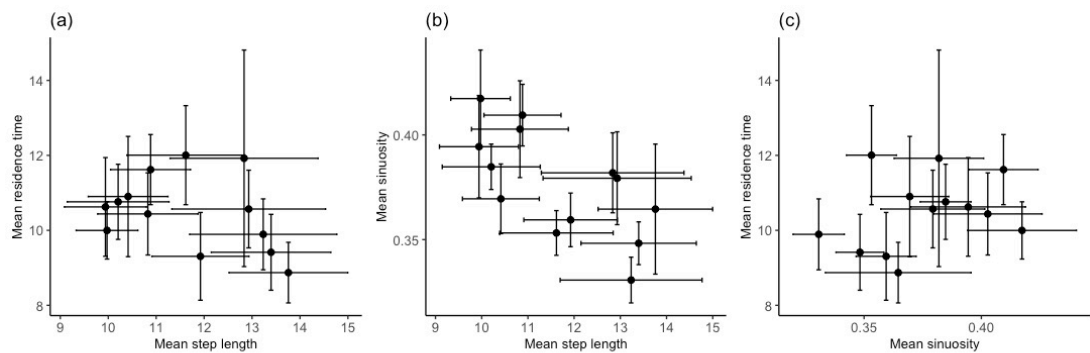 (a)
Mean residence time
14
12
10
8
9 10 11 12 13 14 15
Mean step length
(b)
Mean sinuosity
0.40
0.35
9 10 11 12 13 14 15
Mean step length
(c)
Mean residence time
14
12
10
8
0.35 0.40
Mean sinuosity